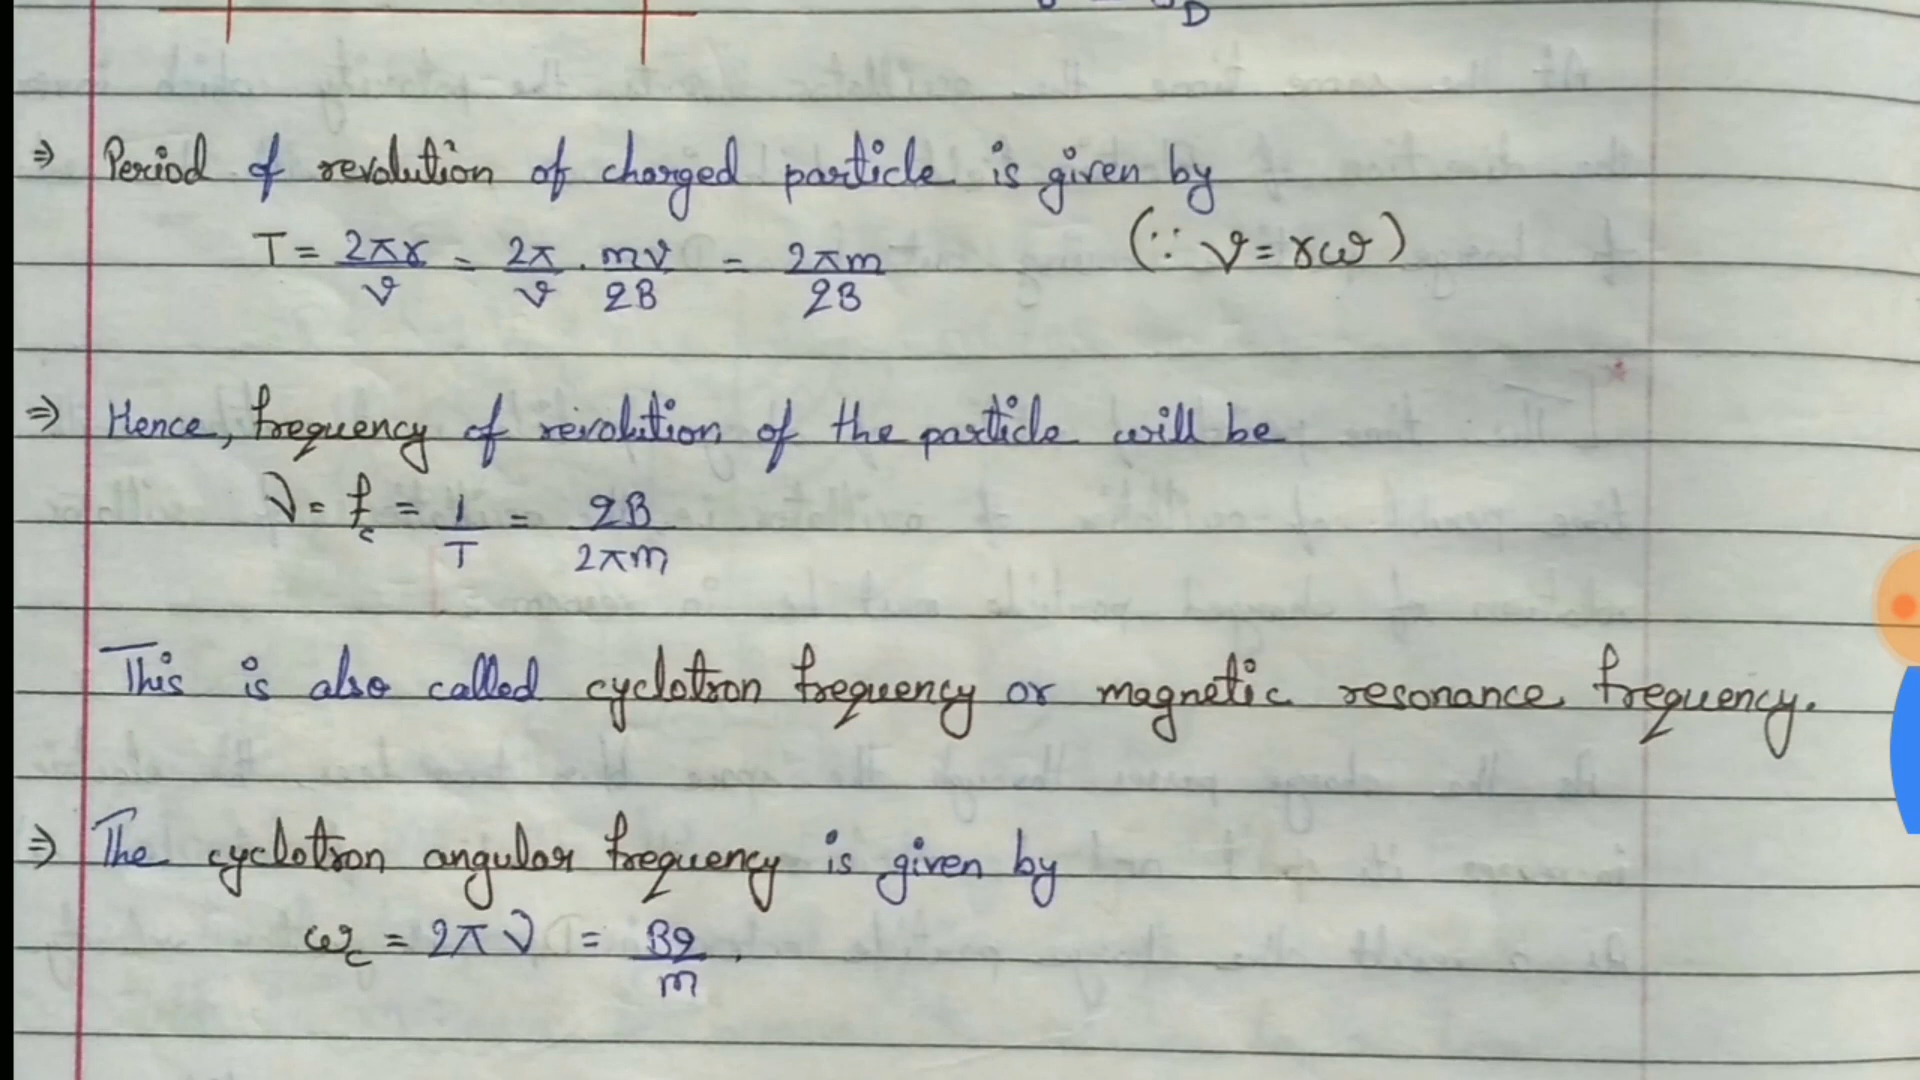 D
⇒ Period of revolution of charged particle is given by
T = 2πr/v = 2π/v · mv/qB = 2πm/qB (∵ v = rω)
⇒ Hence, frequency of revolution of the particle will be
ν = f_c = 1/T = qB/2πm
This is also called cyclotron frequency or magnetic resonance frequency.
⇒ The cyclotron angular frequency is given by
ω_c = 2πν = Bq/m.